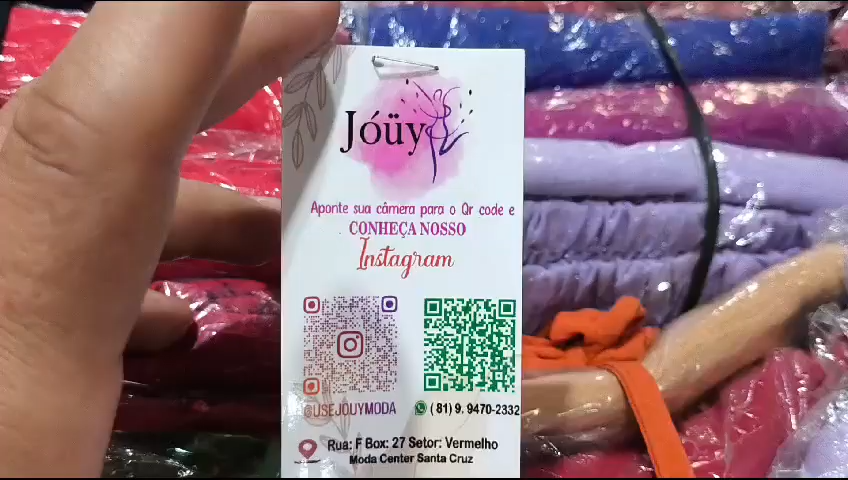 Jóüy
Aponte sua câmera para o Qr code e
CONHEÇA NOSSO
Instagram
@USEJOUYMODA
(81) 9. 9470-2332
Rua: F Box: 27 Setor: Vermelho
Moda Center Santa Cruz